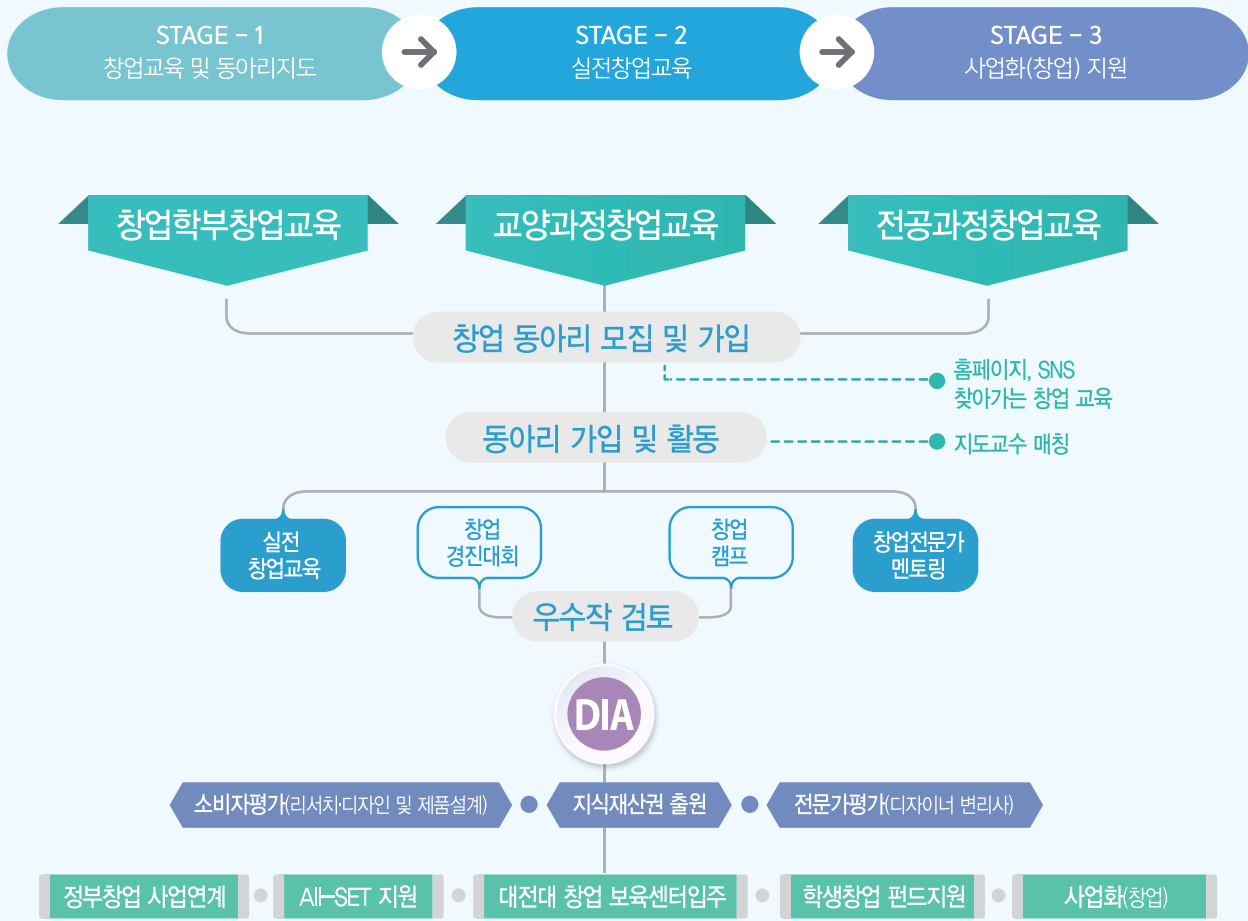 STAGE – 1
창업교육 및 동아리지도
STAGE – 2
실전창업교육
STAGE – 3
사업화(창업) 지원
창업학부창업교육
교양과정창업교육
전공과정창업교육
창업 동아리 모집 및 가입
홈페이지, SNS
찾아가는 창업 교육
동아리 가입 및 활동
지도교수 매칭
실전
창업교육
창업
경진대회
창업
캠프
창업전문가
멘토링
우수작 검토
DIA
소비자평가(리서치·디자인 및 제품설계)
지식재산권 출원
전문가평가(디자이너 변리사)
정부창업 사업연계
All-SET 지원
대전대 창업 보육센터입주
학생창업 펀드지원
사업화(창업)